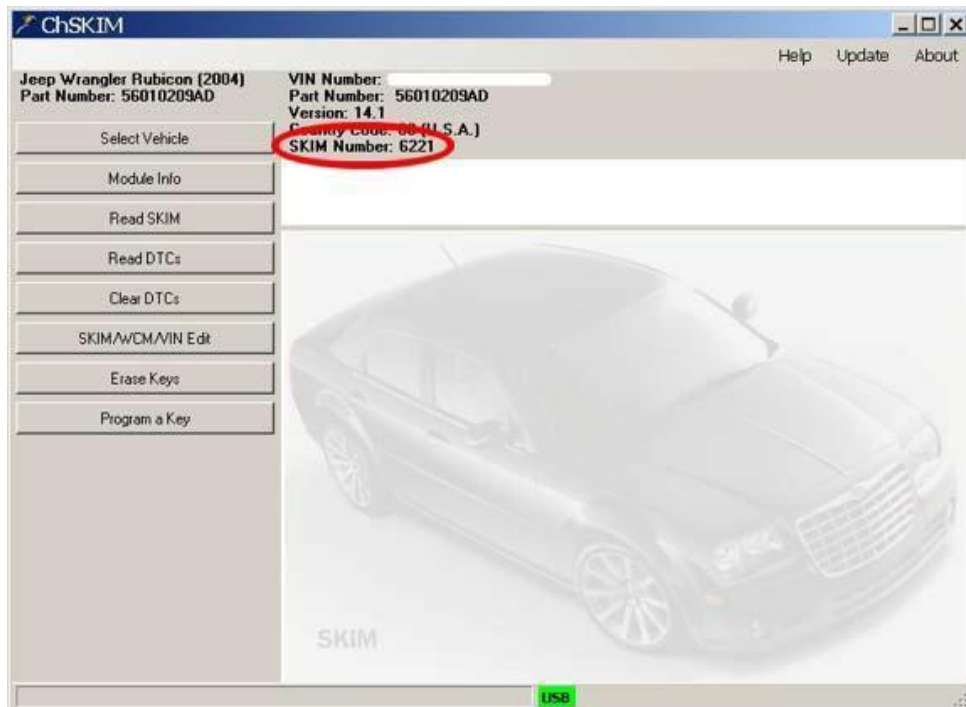 ChSKIM
Help Update About
Jeep Wrangler Rubicon (2004)
Part Number: 56010209AD
VIN Number:
Part Number: 56010209AD
Version: 14.1
Country Code: (U.S.A.)
SKIM Number: 6221
Select Vehicle
Module Info
Read SKIM
Read DTCs
Clear DTCs
SKIM/WCM/VIN Edit
Erase Keys
Program a Key
SKIM
USB